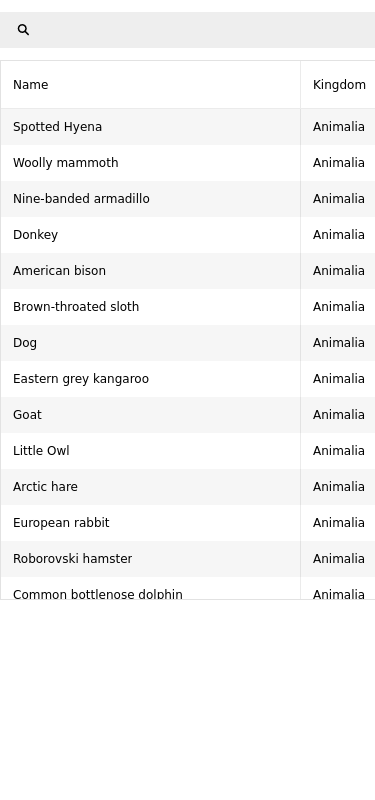 Name Kingdom
Spotted Hyena Animalia
Woolly mammoth Animalia
Nine-banded armadillo Animalia
Donkey Animalia
American bison Animalia
Brown-throated sloth Animalia
Dog Animalia
Eastern grey kangaroo Animalia
Goat Animalia
Little Owl Animalia
Arctic hare Animalia
European rabbit Animalia
Roborovski hamster Animalia
Common bottlenose dolphin Animalia